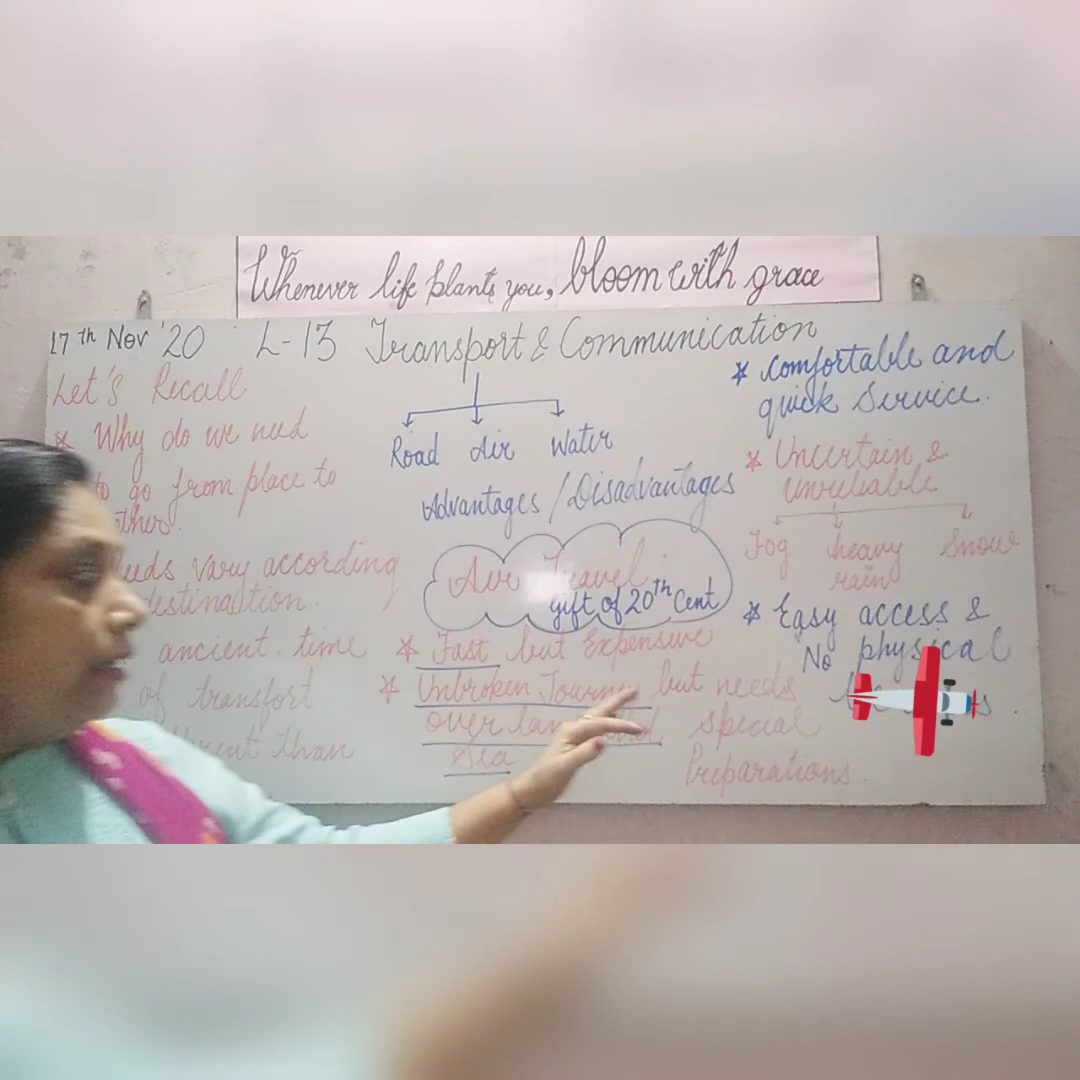 Whenever life plants you, bloom with grace
17th Nov '20 L-13 Transport & Communication
Let's Recall
* Why do we need
go from place to
needs vary according
destination.
ancient time
of transport
than
Road Air Water
Advantages / Disadvantages
Air Travel
gift of 20th Cent
* Fast but Expensive
* Unbroken Journey but needs
over land and special
Sea Preparations.
* Comfortable and
quick Service.
* Uncertain &
unreliable
Fog heavy Snow
rain
* Easy access &
No physical